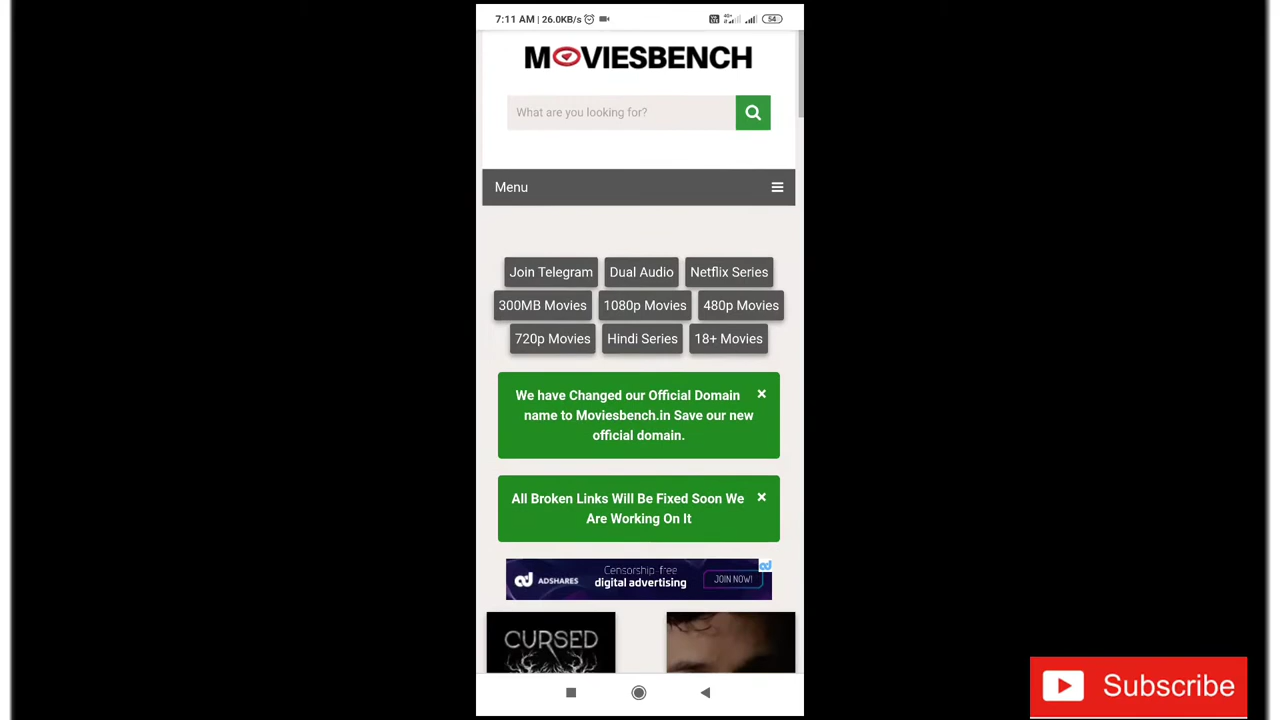 7:11 AM | 26.0KB/s 54
MOVIESBENCH
What are you looking for?
Menu
Join Telegram Dual Audio Netflix Series
300MB Movies 1080p Movies 480p Movies
720p Movies Hindi Series 18+ Movies
We have Changed our Official Domain
name to Moviesbench.in Save our new
official domain.
All Broken Links Will Be Fixed Soon We
Are Working On It
Censorship-free
ADSHARES digital advertising JOIN NOW!
CURSED
Subscribe